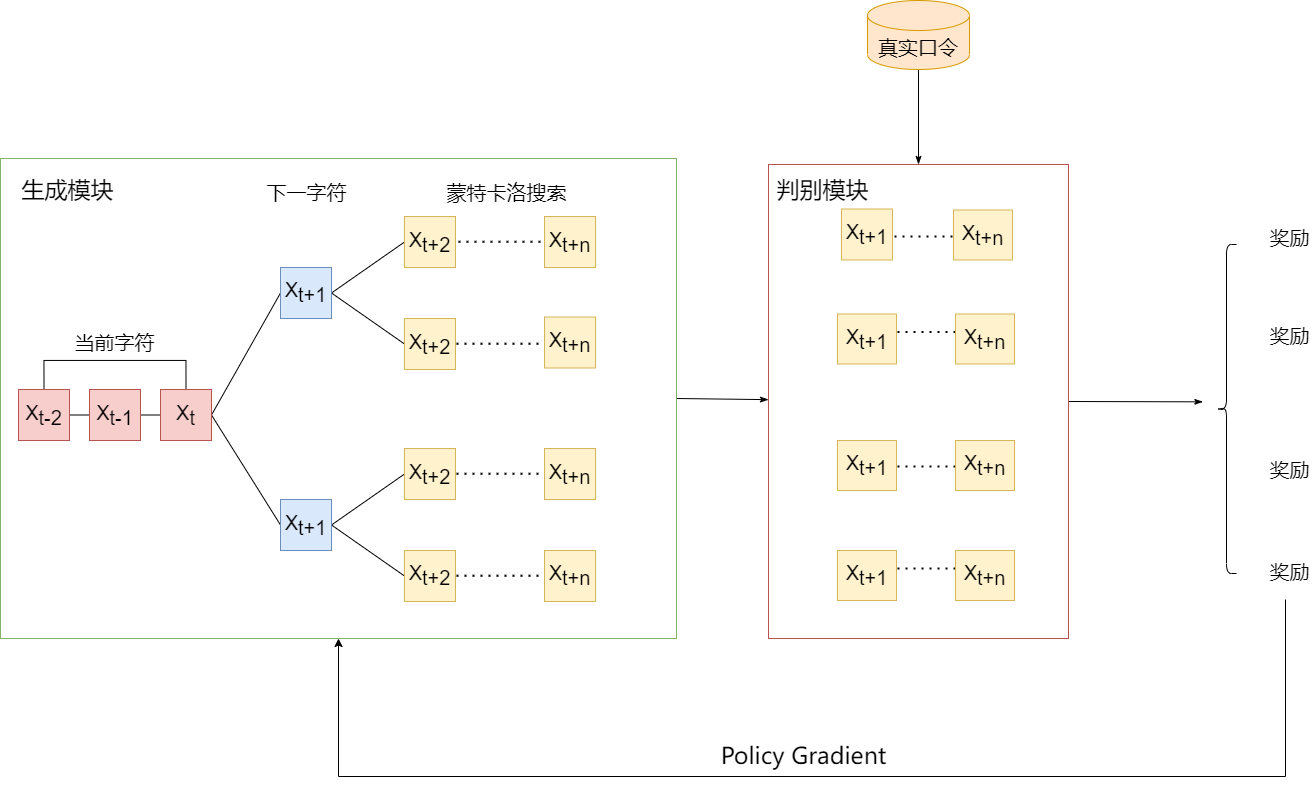 真实口令
生成模块
下一字符
蒙特卡洛搜索
判别模块
X_{t+2} X_{t+n}
X_{t+1} X_{t+n}
奖励
X_{t+1}
X_{t+2} X_{t+n}
X_{t+1} X_{t+n}
奖励
当前字符
X_{t-2} X_{t-1} X_t
X_{t+2} X_{t+n}
X_{t+1} X_{t+n}
奖励
X_{t+1}
X_{t+2} X_{t+n}
X_{t+1} X_{t+n}
奖励
Policy Gradient